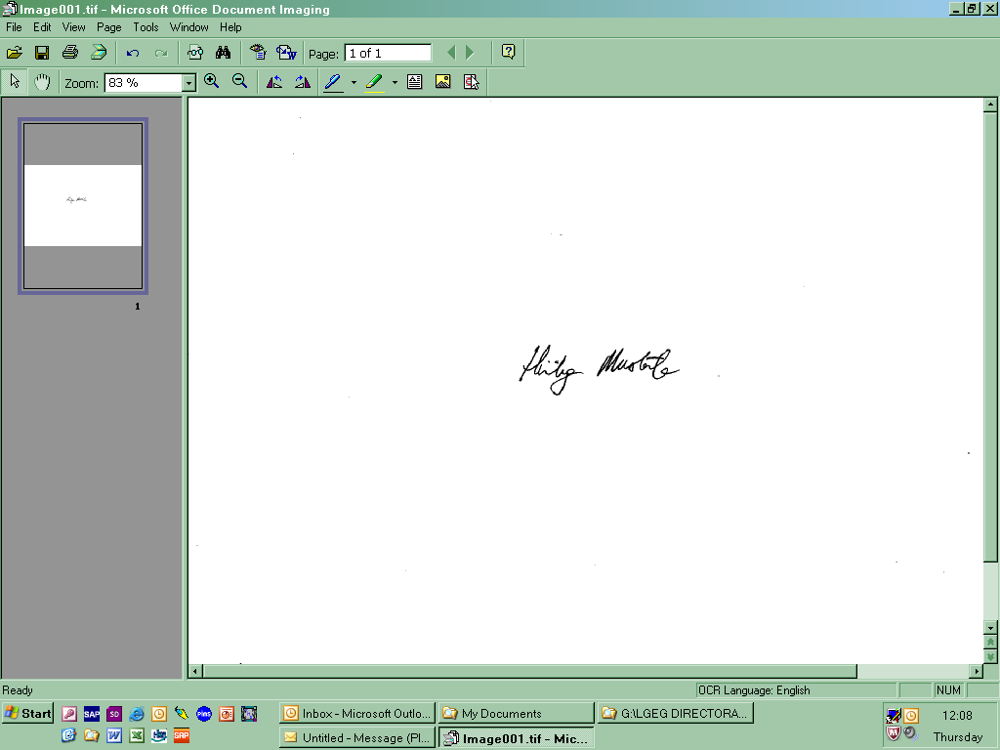 Image001.tif - Microsoft Office Document Imaging
File Edit View Page Tools Window Help
Page: 1 of 1
Zoom: 83 %
1
Ready OCR Language: English NUM
Start SAP SD Pins Inbox - Microsoft Outlo... My Documents G:\LGEG DIRECTORA... 12:08
SRM Untitled - Message (Pl... Image001.tif - Mic... Thursday